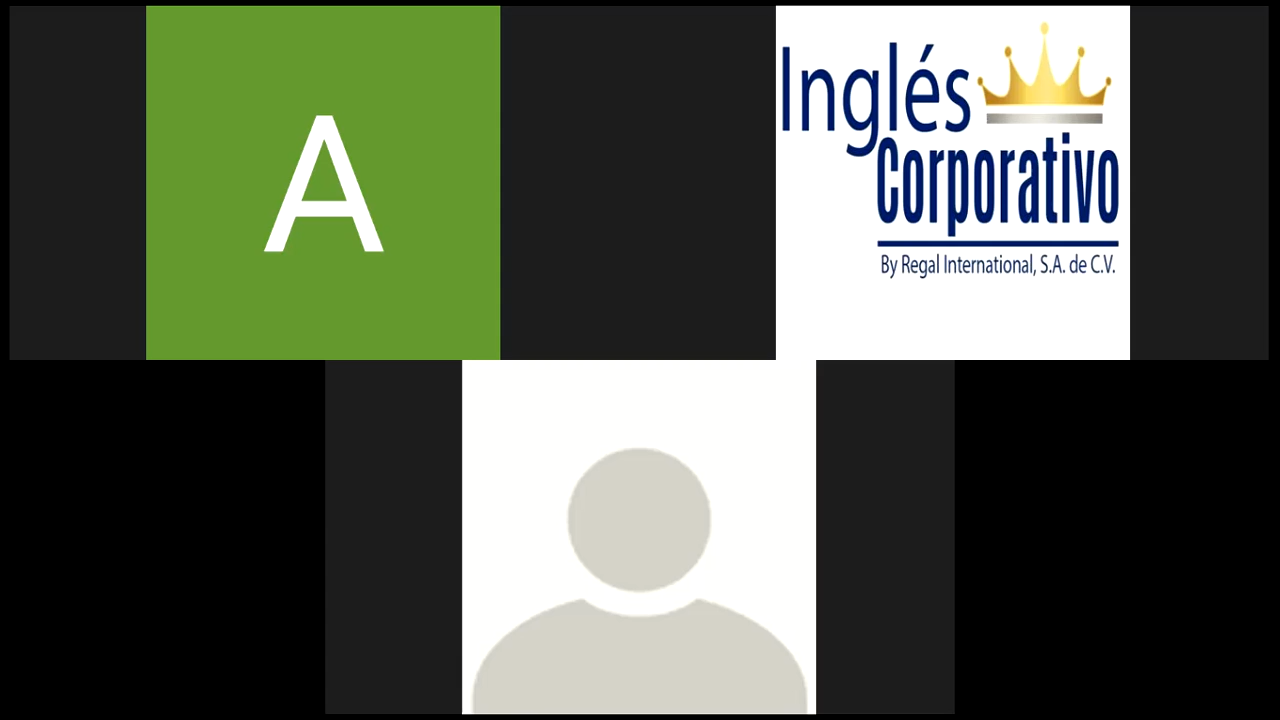 A
Inglés
Corporativo
By Regal International, S.A. de C.V.